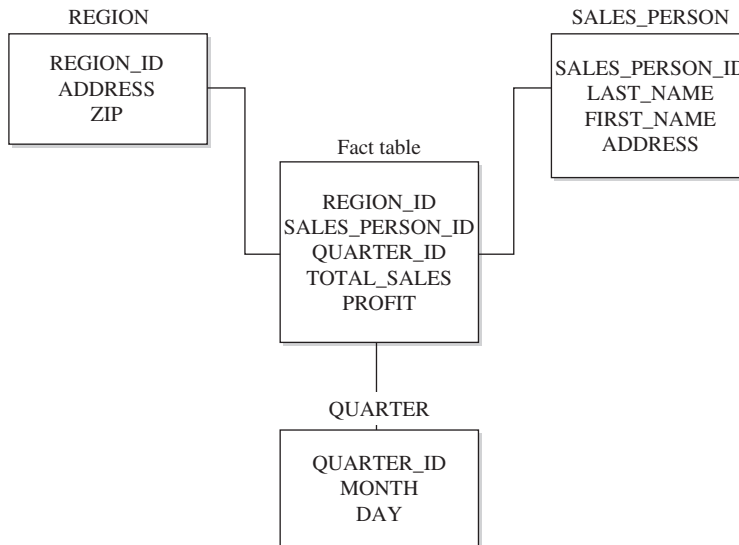 REGION
REGION_ID
ADDRESS
ZIP
SALES_PERSON
SALES_PERSON_ID
LAST_NAME
FIRST_NAME
ADDRESS
Fact table
REGION_ID
SALES_PERSON_ID
QUARTER_ID
TOTAL_SALES
PROFIT
QUARTER
QUARTER_ID
MONTH
DAY